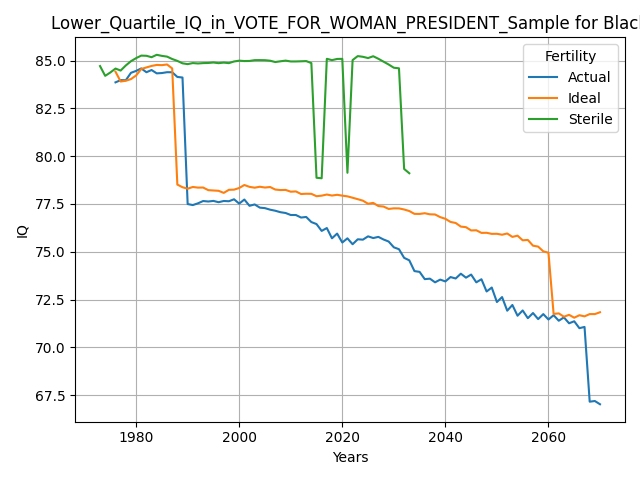 Lower_Quartile_IQ_in_VOTE_FOR_WOMAN_PRESIDENT_Sample for Blac
Fertility
Actual
Ideal
Sterile
85.0
82.5
80.0
77.5
75.0
72.5
70.0
67.5
IQ
1980 2000 2020 2040 2060
Years